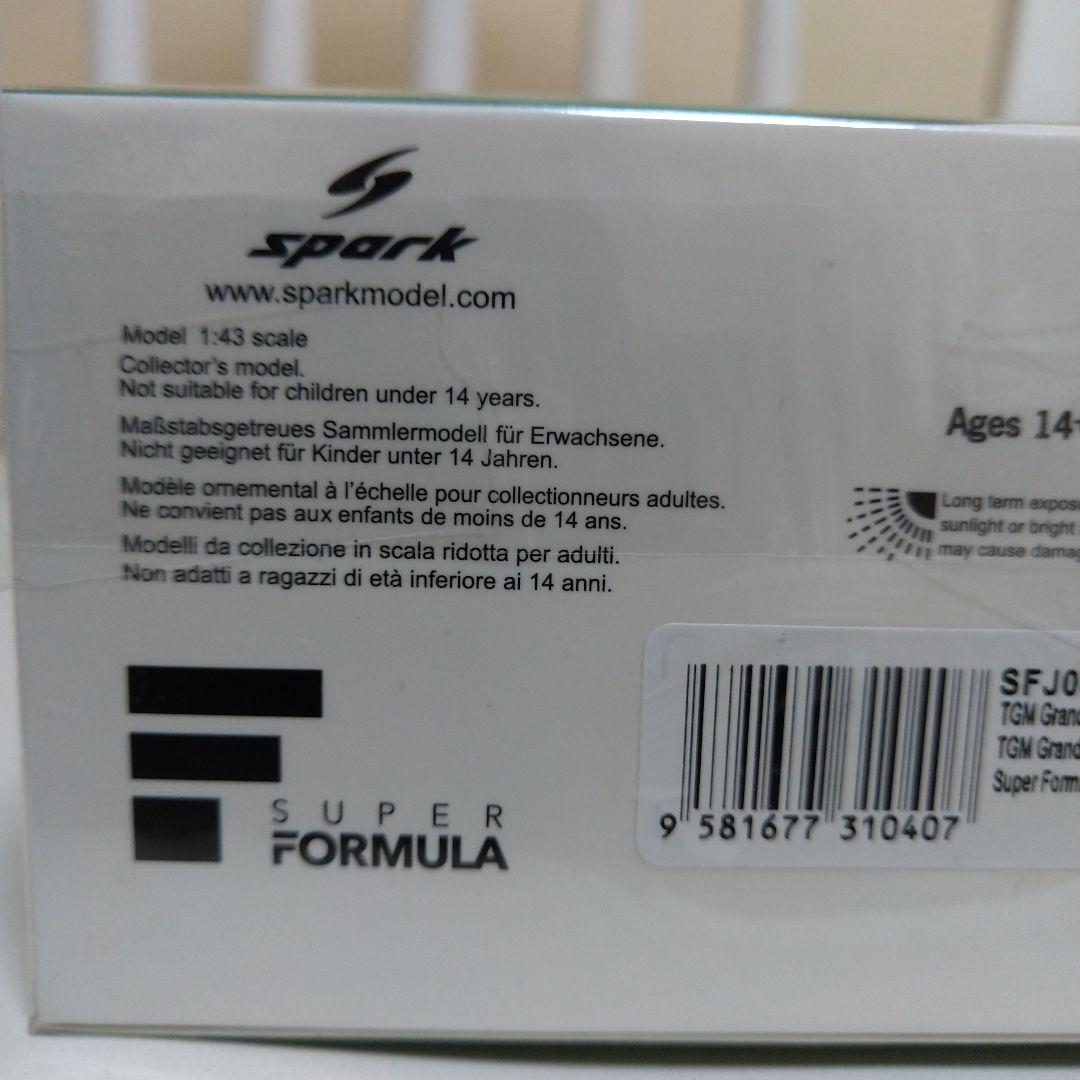 spark
www.sparkmodel.com
Model 1:43 scale
Collector's model.
Not suitable for children under 14 years.
Maßstabsgetreues Sammlermodell für Erwachsene.
Nicht geeignet für Kinder unter 14 Jahren.
Modèle ornemental à l'échelle pour collectionneurs adultes.
Ne convient pas aux enfants de moins de 14 ans.
Modelli da collezione in scala ridotta per adulti.
Non adatti a ragazzi di età inferiore ai 14 anni.
Ages 14+
Long term
sunlight or bright
may cause
SUPER
FORMULA
9 581677 310407
TGM
TGM
Super